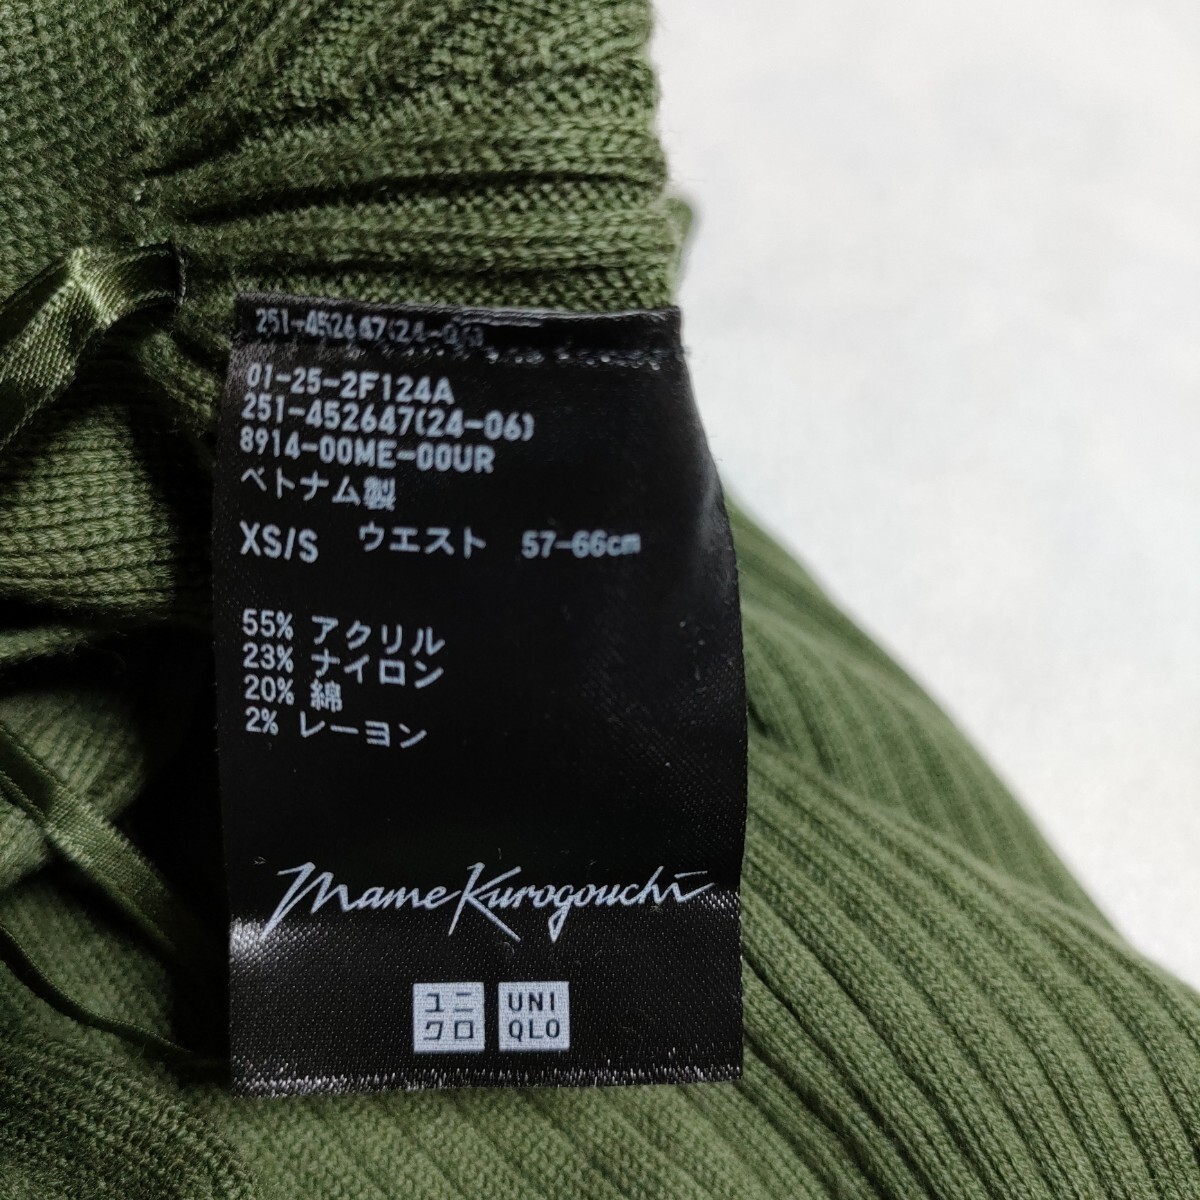 251-452647(24-06)
01-25-2F124A
251-452647(24-06)
8914-00ME-00UR
ベトナム製
XS/S ウエスト 57-66cm
55% アクリル
23% ナイロン
20% 綿
2% レーヨン
Mame Kurogouchi
ユニ UNI
クロ QLO